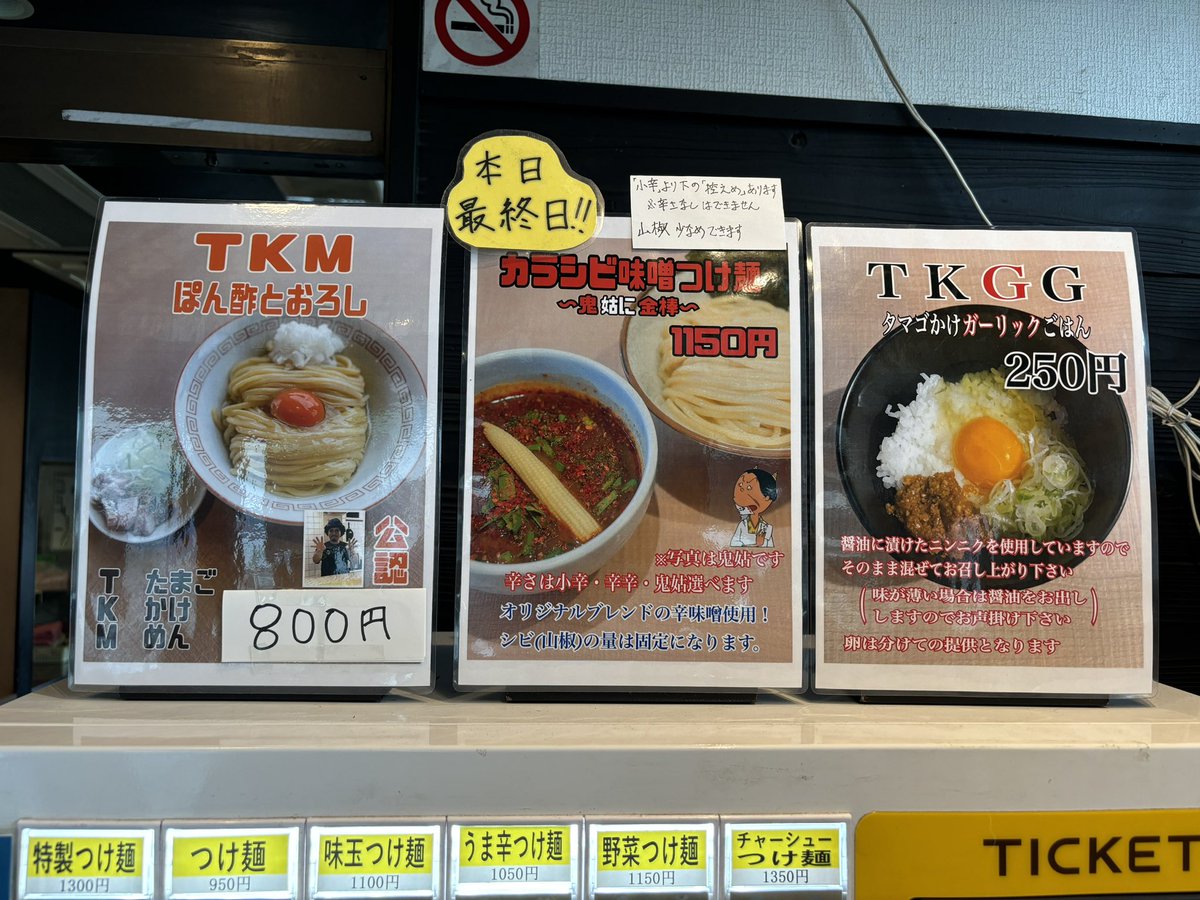 本日
最終日!!
「小辛」より下の「控えめ」あります
※辛さなしはできません
山椒少なめできます
TKM
ぽん酢とおろし
公認
TKM
たまご
かけ
めん
800円
カラシビ味噌つけ麺
〜鬼姑に金棒〜
1150円
※写真は鬼姑です
辛さは小辛・辛辛・鬼姑選べます
オリジナルブレンドの辛味噌使用！
シビ(山椒)の量は固定になります。
TKGG
タマゴかけガーリックごはん
250円
醤油に漬けたニンニクを使用していますので
そのまま混ぜてお召し上がり下さい
(味が薄い場合は醤油をお出し
しますのでお声掛け下さい)
卵は分けての提供となります
特製つけ麺
1300円
つけ麺
950円
味玉つけ麺
1100円
うま辛つけ麺
1050円
野菜つけ麺
1150円
チャーシュー
つけ麺
1350円
TICKET